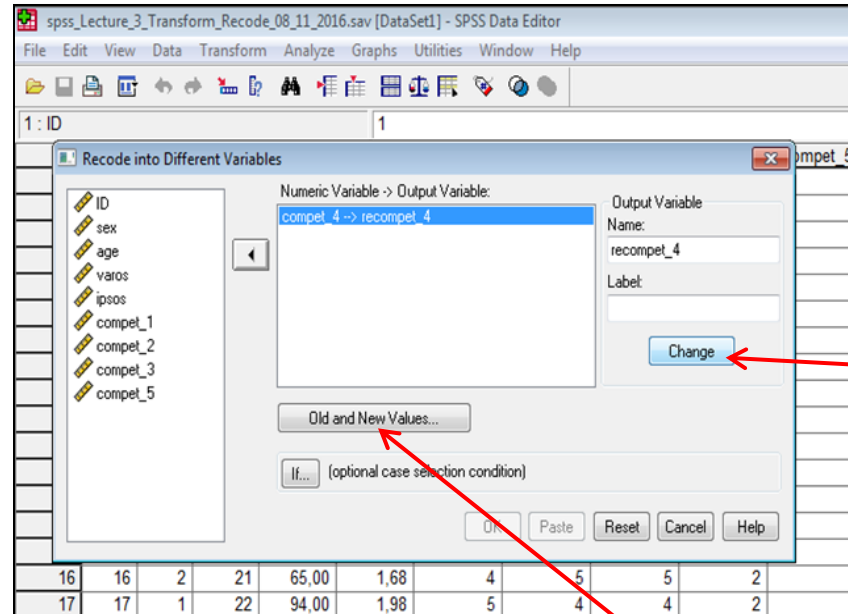 spss_Lecture_3_Transform_Recode_08_11_2016.sav [DataSet1] - SPSS Data Editor
File Edit View Data Transform Analyze Graphs Utilities Window Help
1 : ID 1
Recode into Different Variables
ompet_5
Numeric Variable -> Output Variable:
compet_4 --> recompet_4
ID
sex
age
varos
ipsos
compet_1
compet_2
compet_3
compet_5
Output Variable
Name:
recompet_4
Label:
Change
Old and New Values...
If... (optional case selection condition)
OK Paste Reset Cancel Help
16 16 2 21 65,00 1,68 4 5 5 2
17 17 1 22 94,00 1,98 5 4 4 2